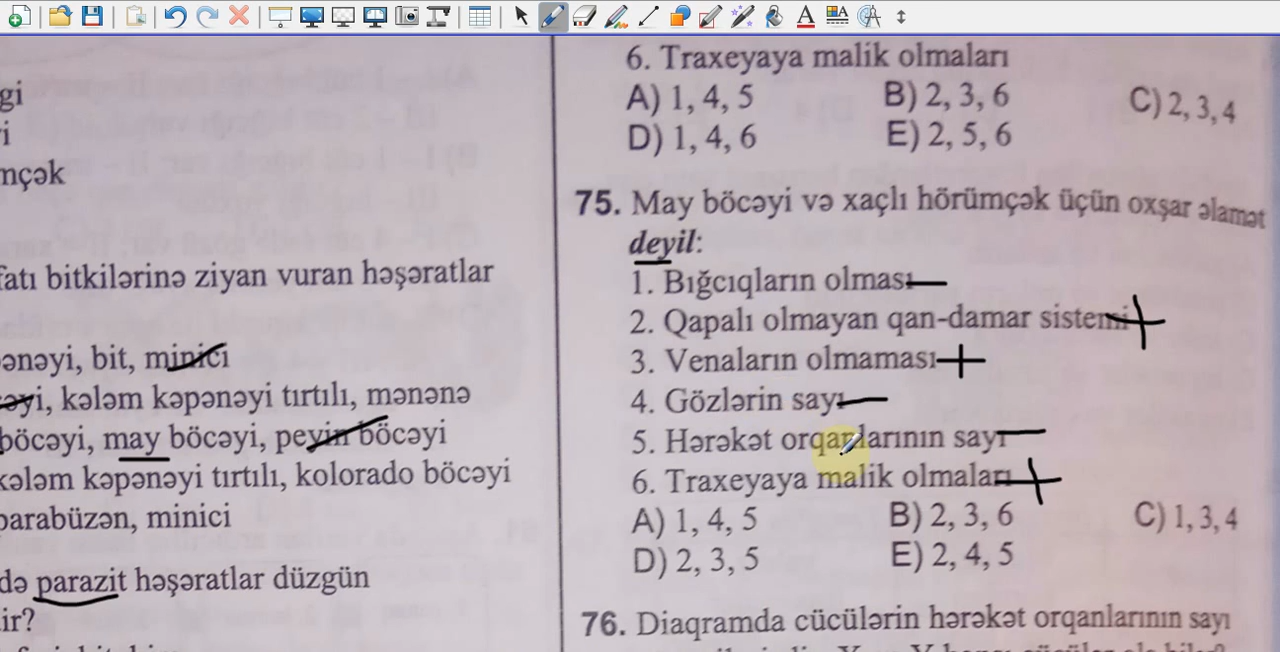 gi
i
mçək
fatı bitkilərinə ziyan vuran həşəratlar
ənəyi, bit, minici
əyi, kələm kəpənəyi tırtılı, mənənə
böcəyi, may böcəyi, peyin böcəyi
kələm kəpənəyi tırtılı, kolorado böcəyi
parabüzən, minici
də parazit həşəratlar düzgün
ir?
6. Traxeyaya malik olmaları
A) 1, 4, 5 B) 2, 3, 6 C) 2, 3, 4
D) 1, 4, 6 E) 2, 5, 6
75. May böcəyi və xaçlı hörümçək üçün oxşar əlamət
deyil:
1. Bığcıqların olması
2. Qapalı olmayan qan-damar sistemi
3. Venaların olmaması
4. Gözlərin sayı
5. Hərəkət orqanlarının sayı
6. Traxeyaya malik olmaları
A) 1, 4, 5 B) 2, 3, 6 C) 1, 3, 4
D) 2, 3, 5 E) 2, 4, 5
76. Diaqramda cücülərin hərəkət orqanlarının sayı